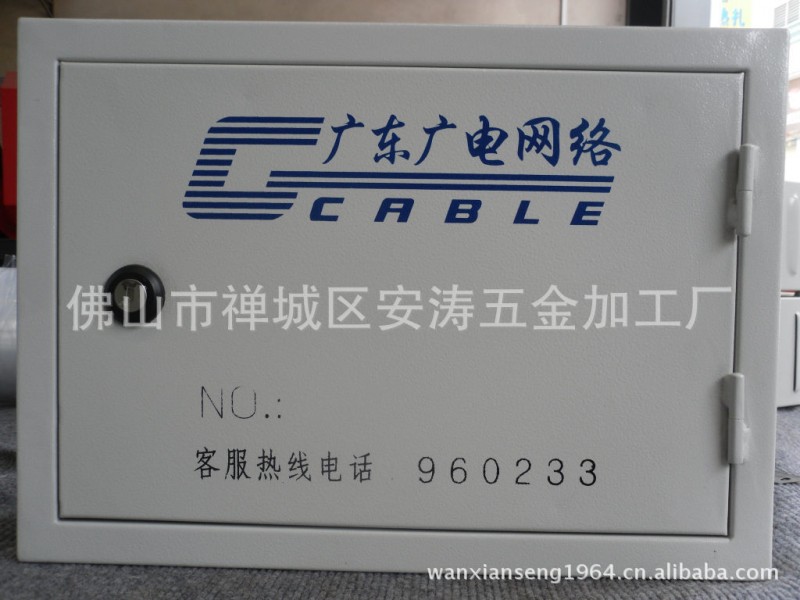 广东广电网络
CABLE
佛山市禅城区安涛五金加工厂
NO.:
客服热线电话 960233
wanxianseng1964.cn.alibaba.com